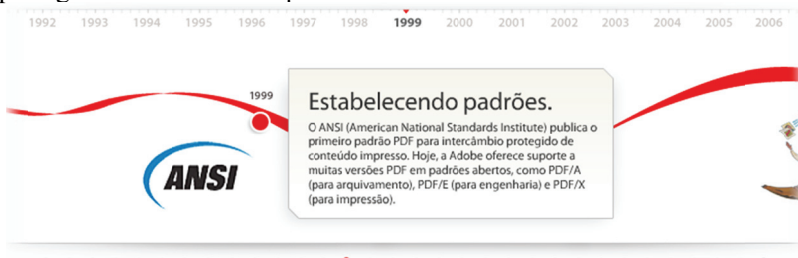 1992 1993 1994 1995 1996 1997 1998 1999 2000 2001 2002 2003 2004 2005 2006
1999
Estabelecendo padrões.
O ANSI (American National Standards Institute) publica o
primeiro padrão PDF para intercâmbio protegido de
conteúdo impresso. Hoje, a Adobe oferece suporte a
muitas versões PDF em padrões abertos, como PDF/A
(para arquivamento), PDF/E (para engenharia) e PDF/X
(para impressão).
ANSI